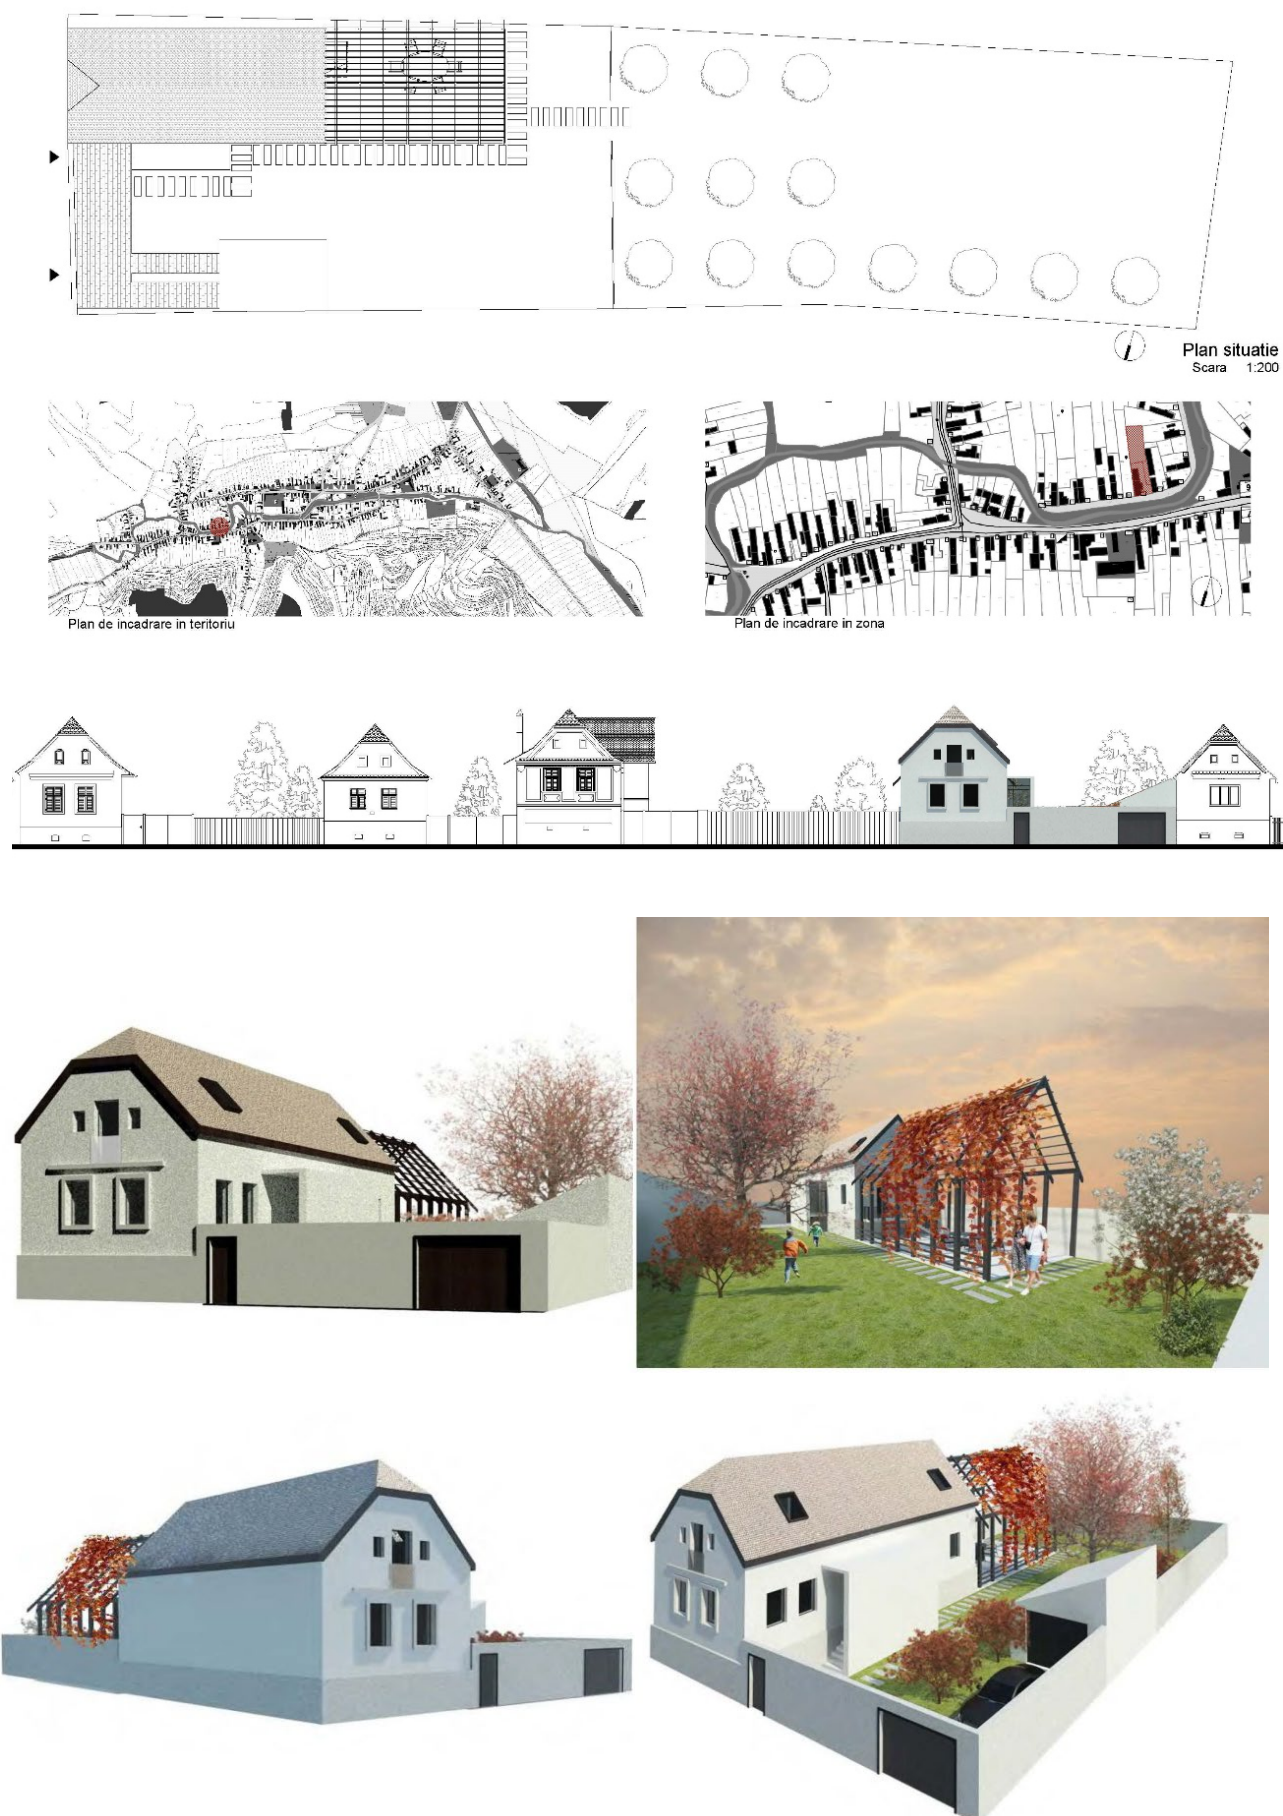 Plan situatie
Scara 1:200
Plan de incadrare in teritoriu
Plan de incadrare in zona